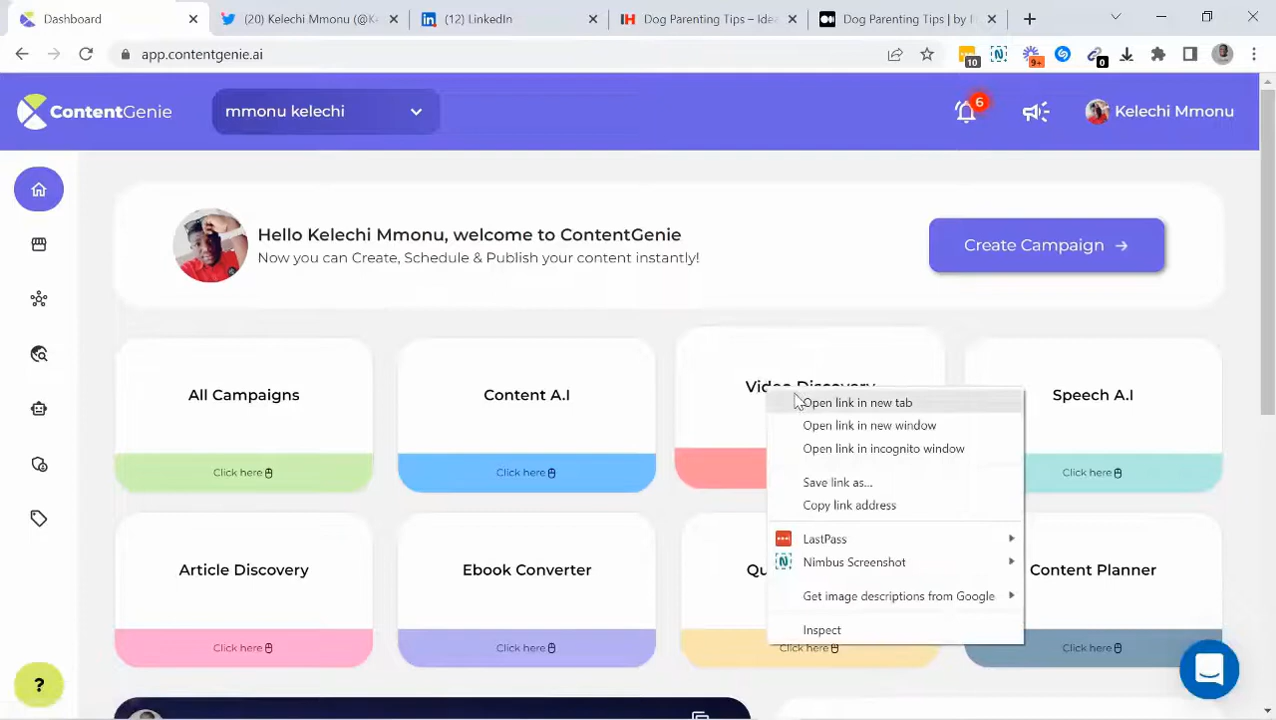 Dashboard
(20) Kelechi Mmonu (@K
(12) LinkedIn
Dog Parenting Tips – Ide
Dog Parenting Tips | by I
app.contentgenie.ai
10
9+
0
ContentGenie
mmonu kelechi
6
Kelechi Mmonu
Hello Kelechi Mmonu, welcome to ContentGenie
Now you can Create, Schedule & Publish your content instantly!
Create Campaign →
All Campaigns
Content A.I
Video Discovery
Speech A.I
Click here
Click here
Click here
Open link in new tab
Open link in new window
Open link in incognito window
Save link as...
Copy link address
LastPass
Nimbus Screenshot
Get image descriptions from Google
Inspect
Article Discovery
Ebook Converter
Qu
Content Planner
Click here
Click here
Click here
Click here
?